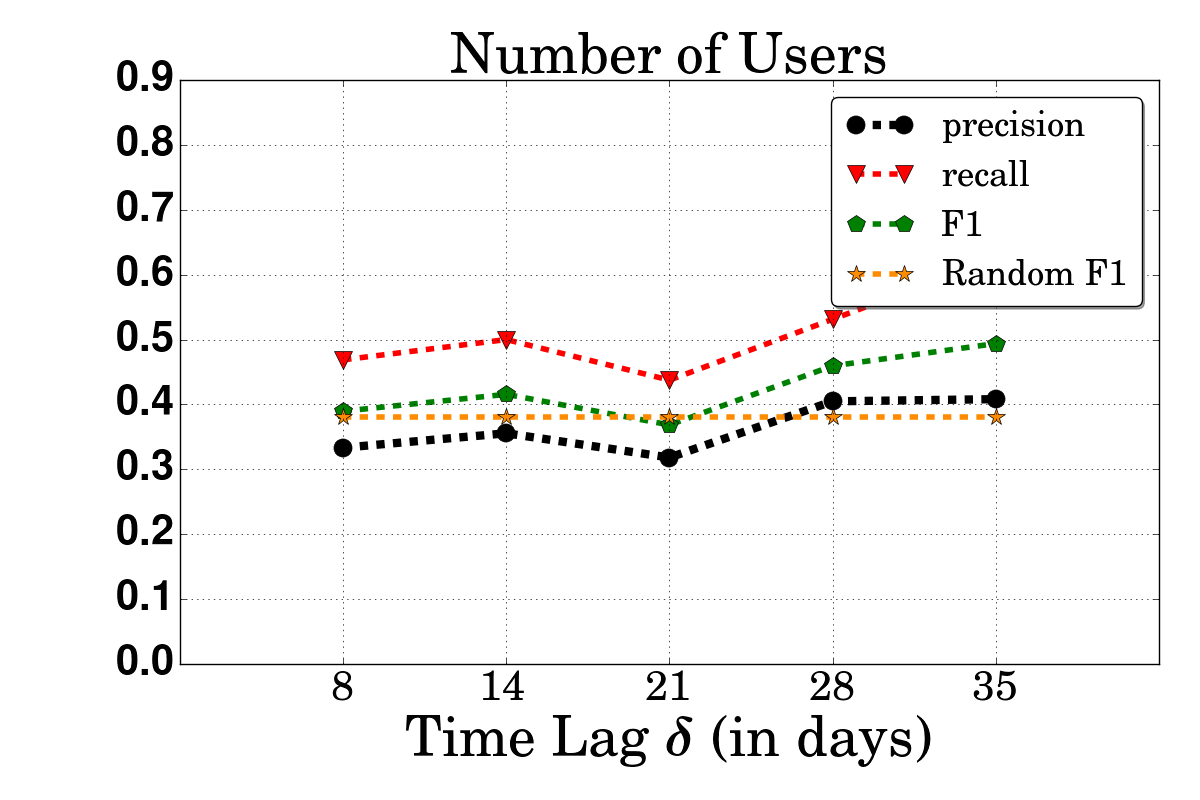 Number of Users
0.9
0.8
0.7
0.6
0.5
0.4
0.3
0.2
0.1
0.0
precision
recall
F1
Random F1
8 14 21 28 35
Time Lag δ (in days)